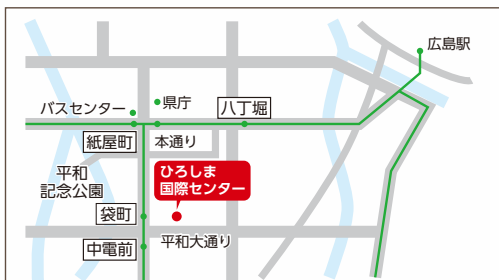 広島駅
バスセンター
県庁
八丁堀
紙屋町
本通り
平和
記念公園
ひろしま
国際センター
袋町
平和大通り
中電前